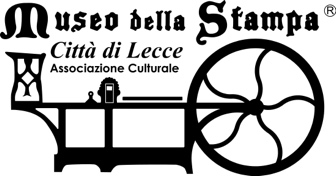 Museo della Stampa®
Città di Lecce
Associazione Culturale